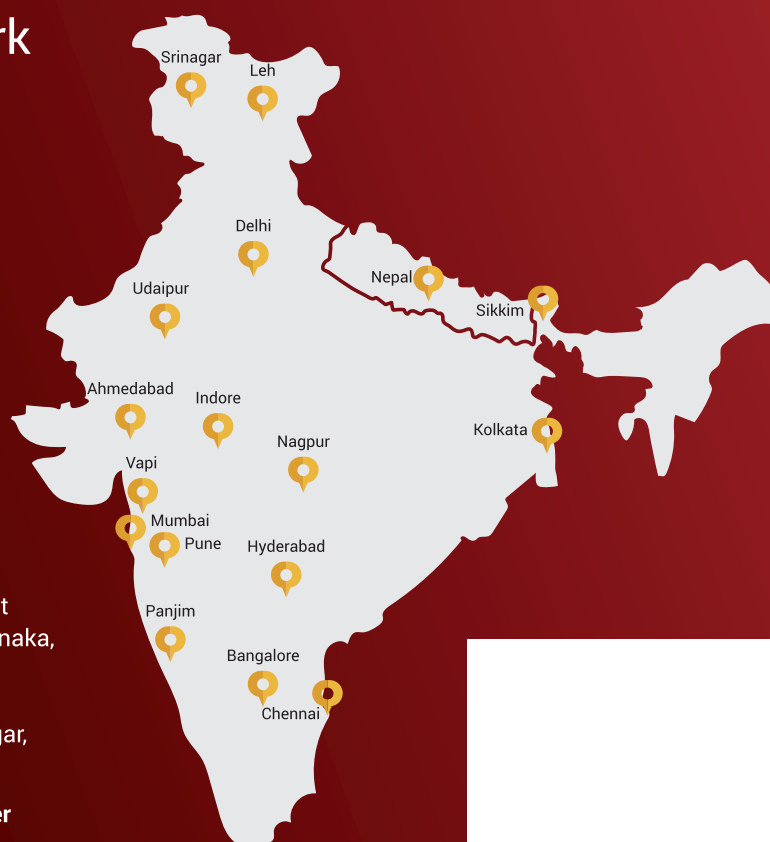 rk
Srinagar
Leh
Delhi
Nepal
Udaipur
Sikkim
Ahmedabad
Indore
Kolkata
Nagpur
Vapi
Mumbai
Pune
Hyderabad
t
Panjim
naka,
Bangalore
Chennai
gar,
er